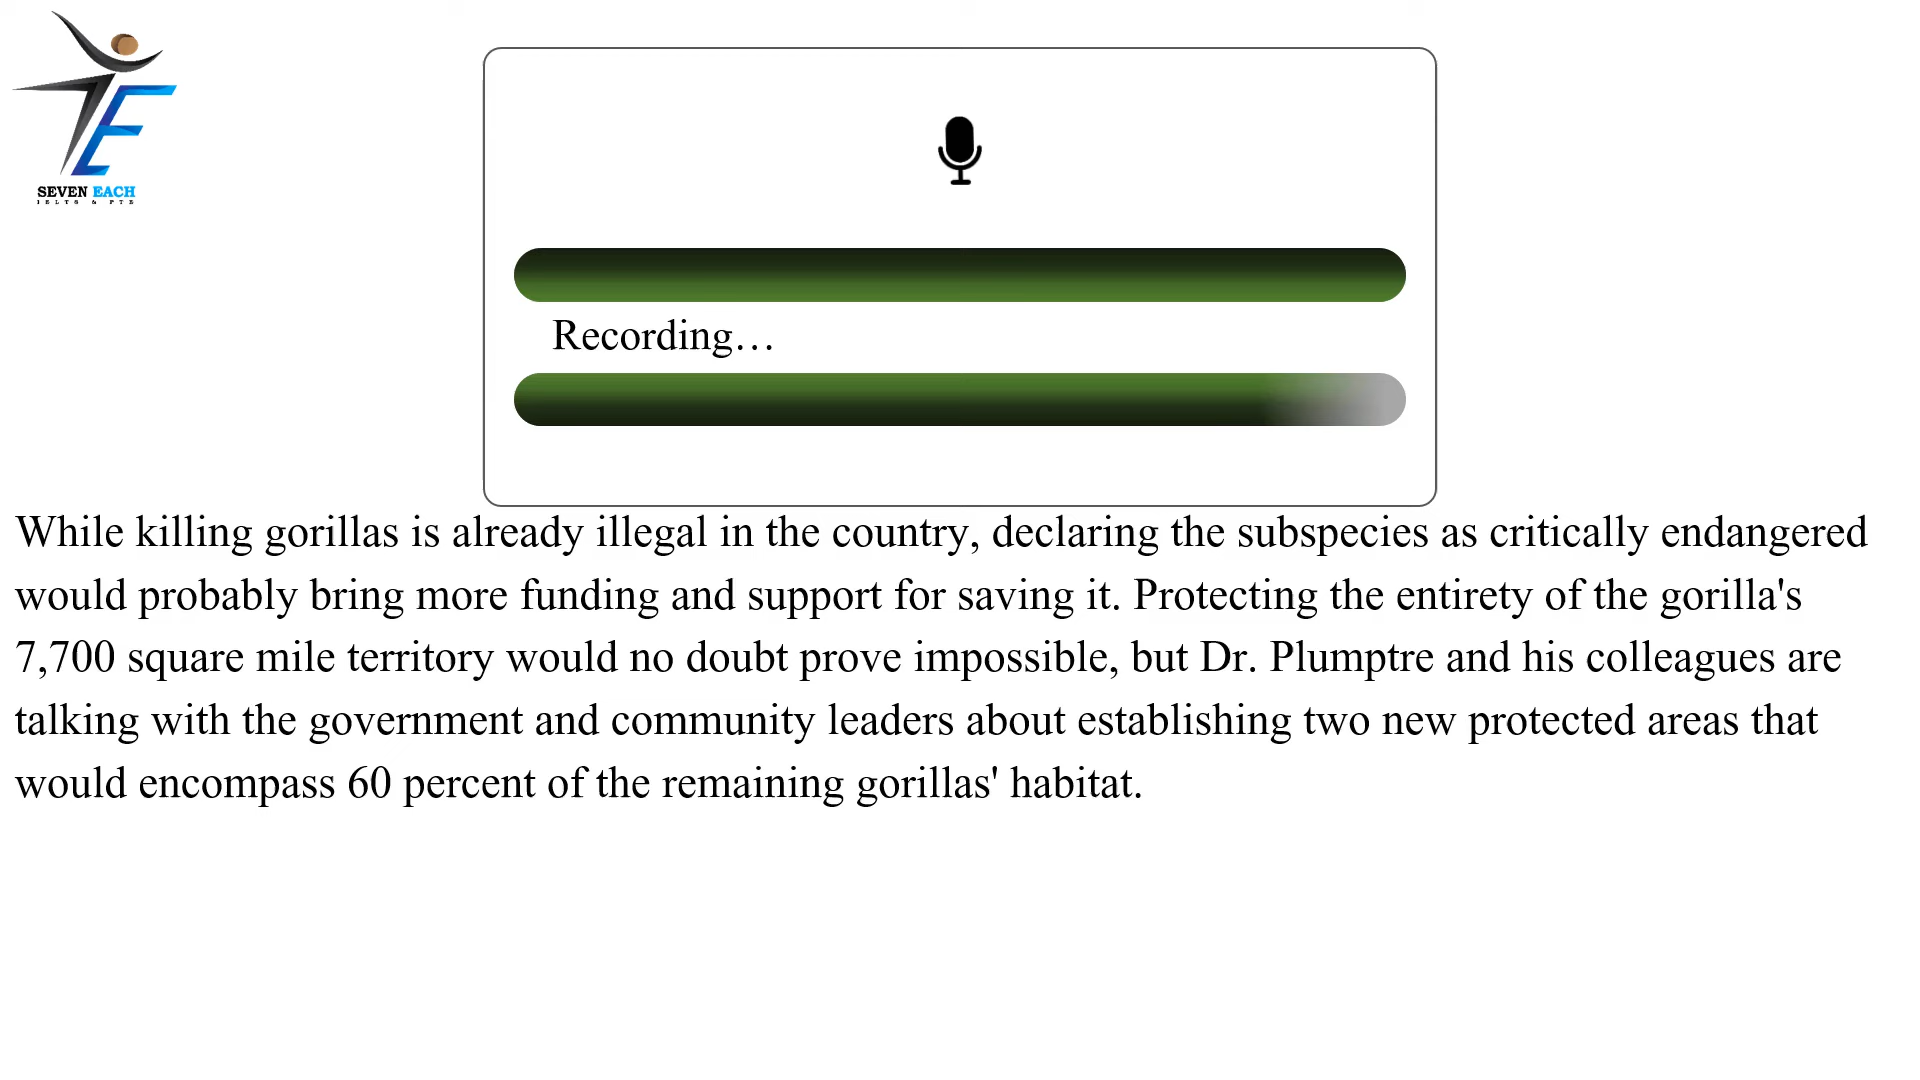 SEVEN EACH
IELTS & PTE
Recording…
While killing gorillas is already illegal in the country, declaring the subspecies as critically endangered
would probably bring more funding and support for saving it. Protecting the entirety of the gorilla's
7,700 square mile territory would no doubt prove impossible, but Dr. Plumptre and his colleagues are
talking with the government and community leaders about establishing two new protected areas that
would encompass 60 percent of the remaining gorillas' habitat.